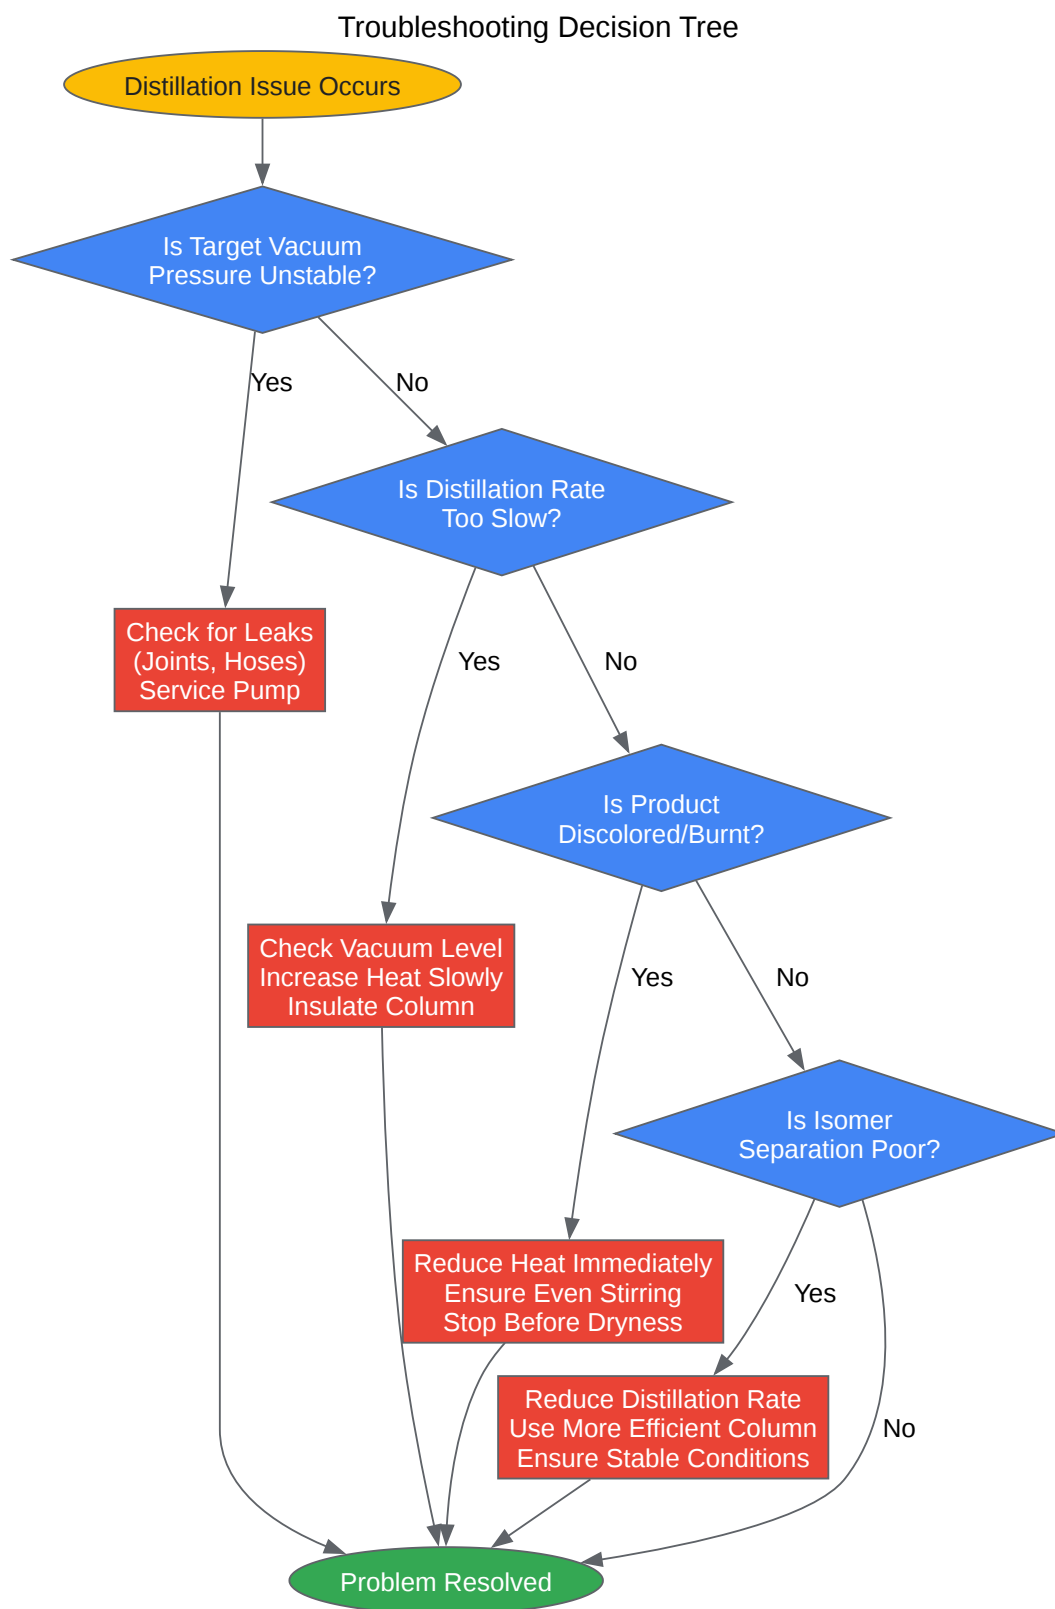 Troubleshooting Decision Tree
Distillation Issue Occurs
Is Target Vacuum
Pressure Unstable?
Yes
No
Is Distillation Rate
Too Slow?
Check for Leaks
(Joints, Hoses)
Service Pump
Yes
No
Is Product
Discolored/Burnt?
Check Vacuum Level
Increase Heat Slowly
Insulate Column
Yes
No
Is Isomer
Separation Poor?
Reduce Heat Immediately
Ensure Even Stirring
Stop Before Dryness
Yes
Reduce Distillation Rate
Use More Efficient Column
Ensure Stable Conditions
No
Problem Resolved